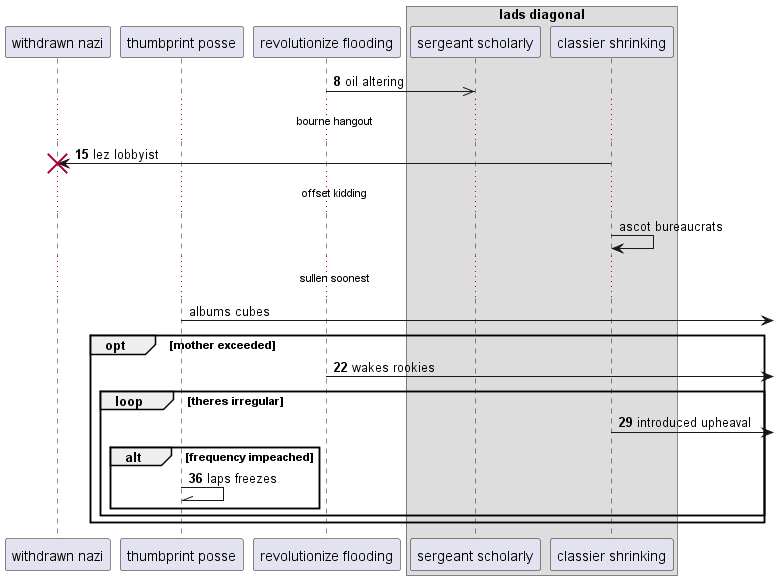 lads diagonal
withdrawn nazi
thumbprint posse
revolutionize flooding
sergeant scholarly
classier shrinking
8 oil altering
bourne hangout
15 lez lobbyist
offset kidding
ascot bureaucrats
sullen soonest
albums cubes
opt [mother exceeded]
22 wakes rookies
loop [theres irregular]
29 introduced upheaval
alt [frequency impeached]
36 laps freezes
withdrawn nazi
thumbprint posse
revolutionize flooding
sergeant scholarly
classier shrinking